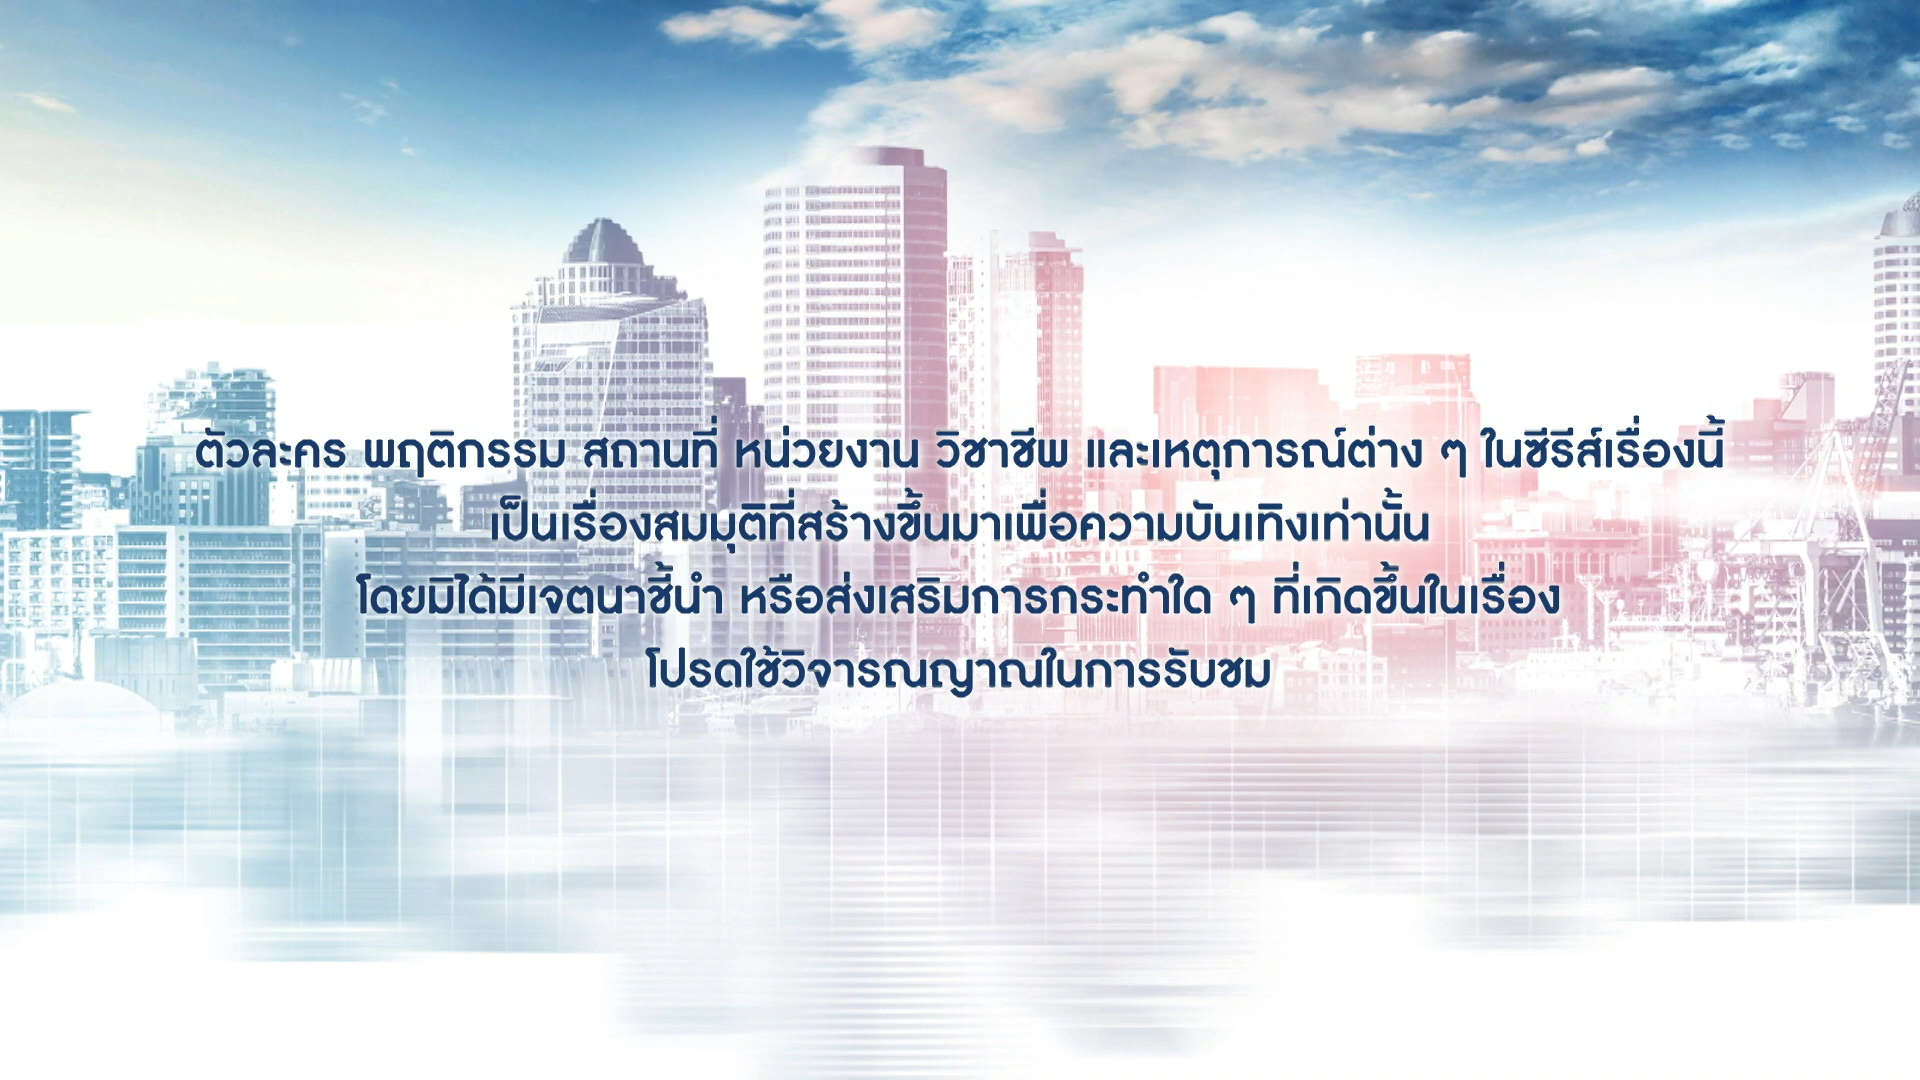 ตัวละคร พฤติกรรม สถานที่ หน่วยงาน วิชาชีพ และเหตุการณ์ต่าง ๆ ในซีรีส์เรื่องนี้
เป็นเรื่องสมมุติที่สร้างขึ้นมาเพื่อความบันเทิงเท่านั้น
โดยมิได้มีเจตนาชี้นำ หรือส่งเสริมการกระทำใด ๆ ที่เกิดขึ้นในเรื่อง
โปรดใช้วิจารณญาณในการรับชม